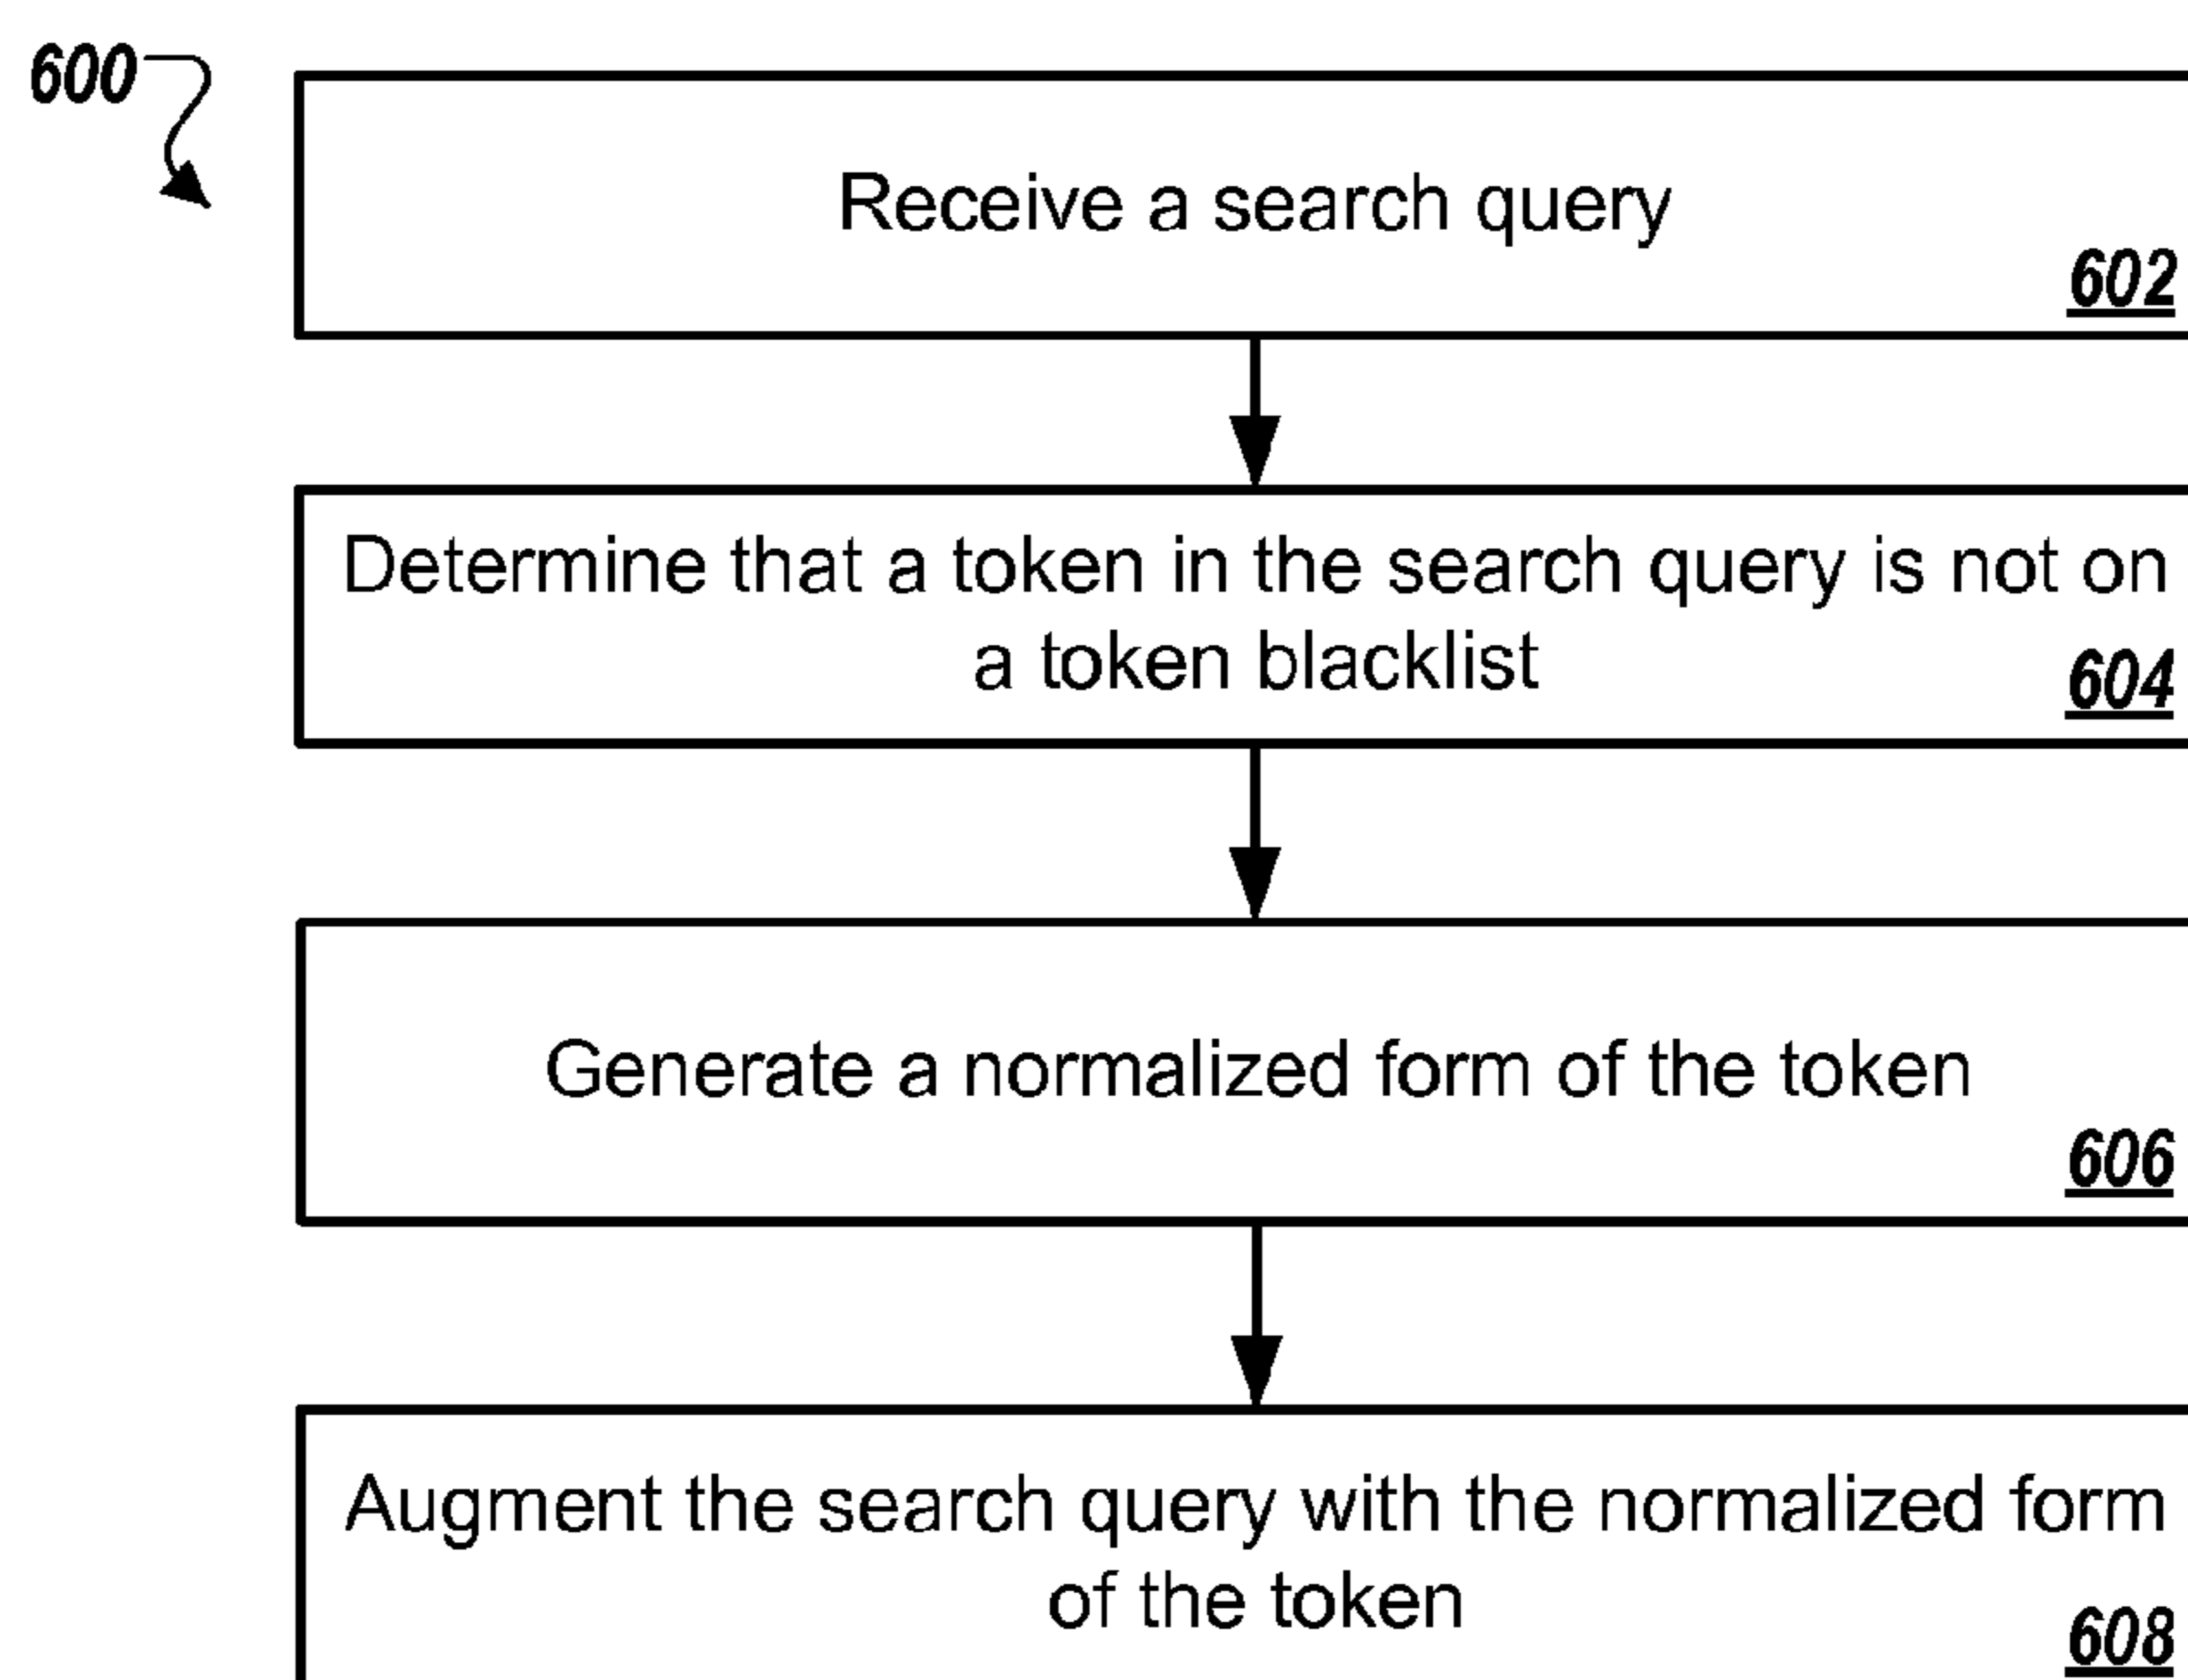 600
Receive a search query
602
Determine that a token in the search query is not on
a token blacklist
604
Generate a normalized form of the token
606
Augment the search query with the normalized form
of the token
608